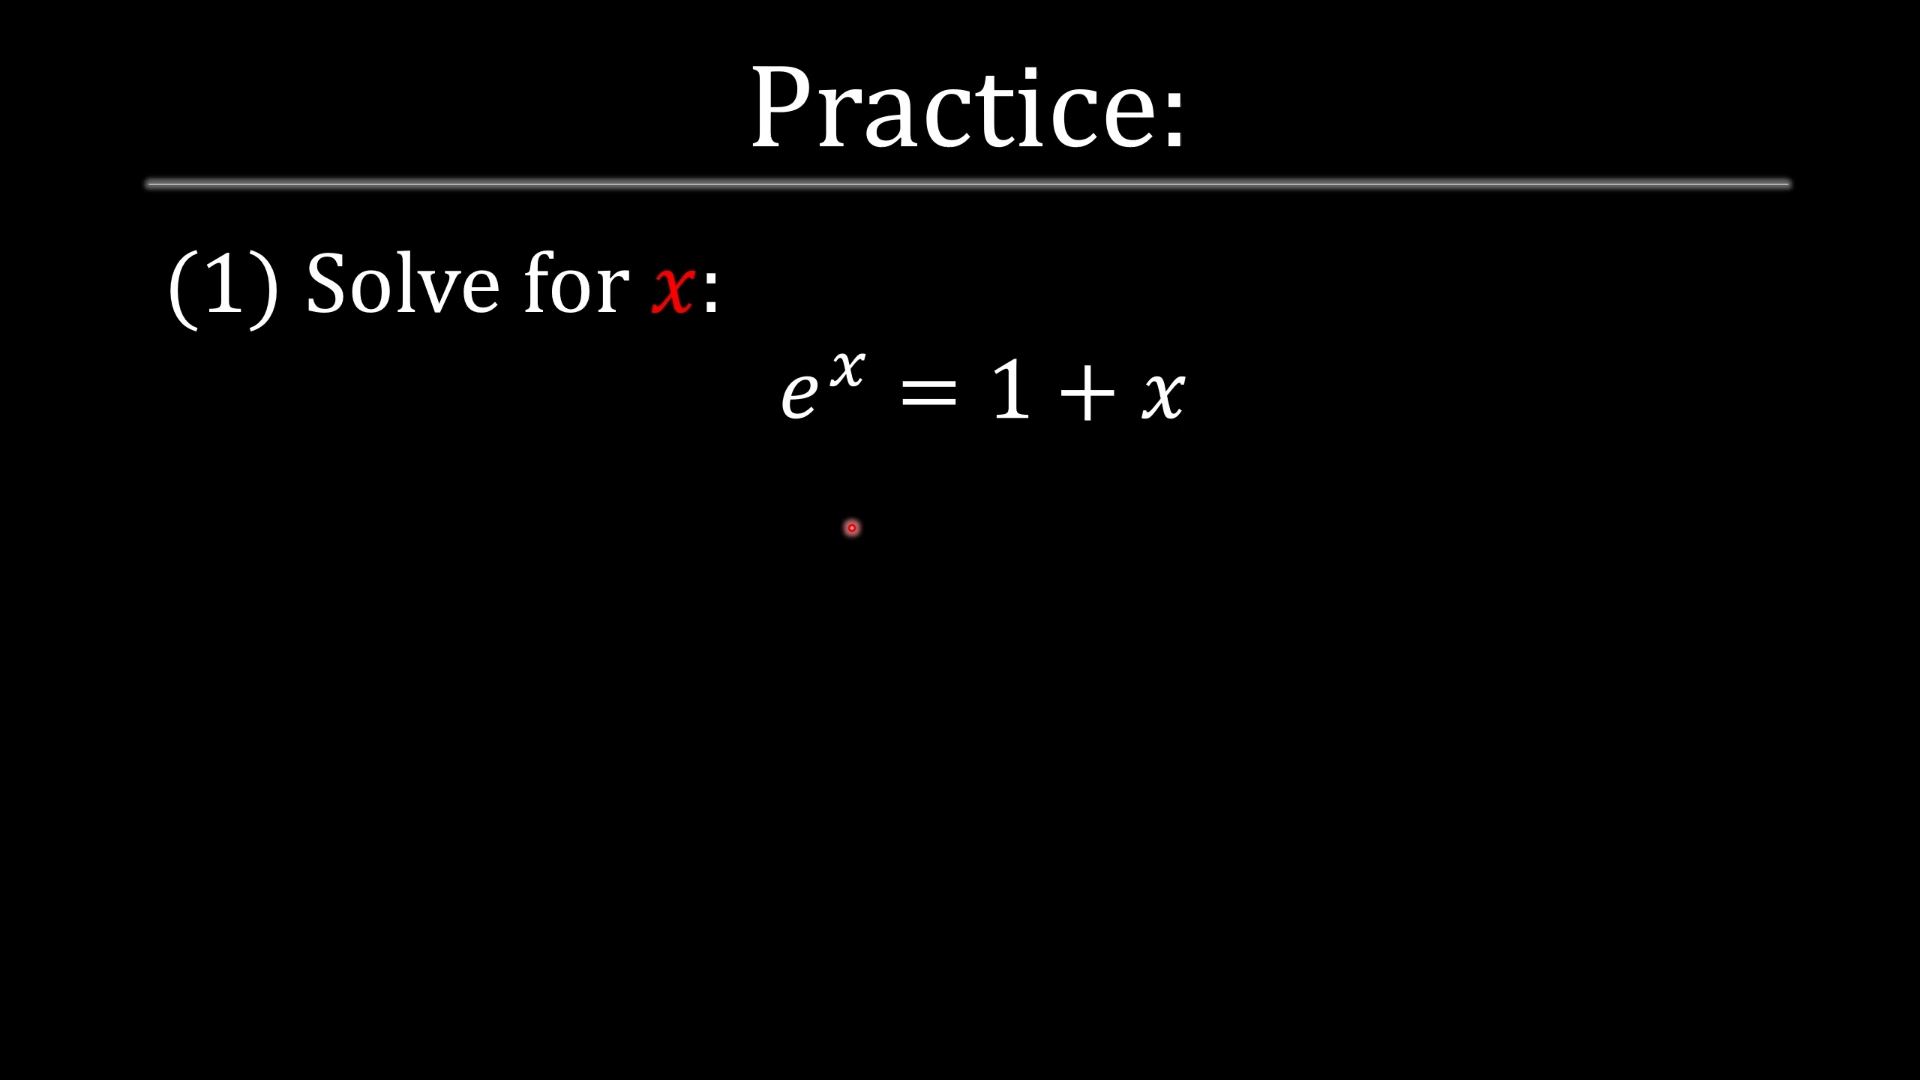 Practice:
(1) Solve for x:
e^x = 1 + x